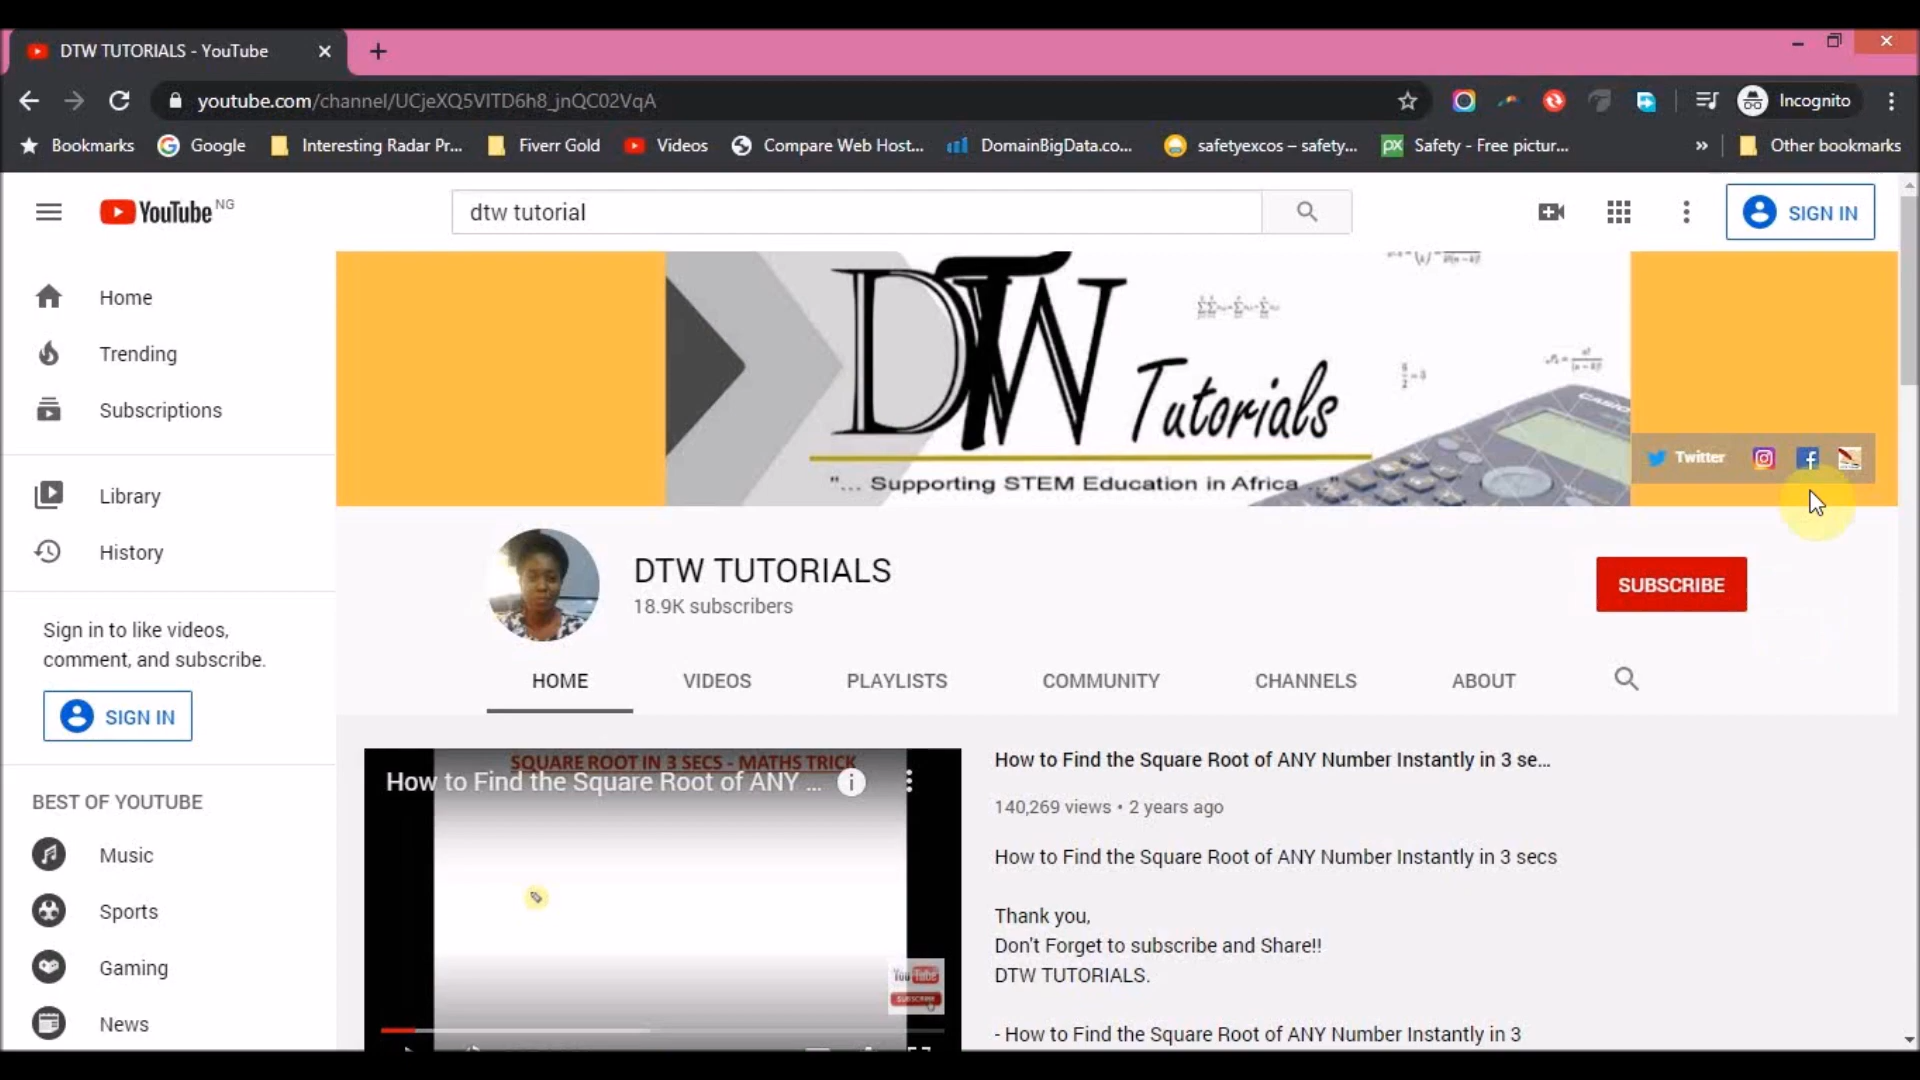 DTW TUTORIALS - YouTube
youtube.com/channel/UCjeXQ5VITD6h8_jnQC02VqA
Incognito
Bookmarks
Google
Interesting Radar Pr...
Fiverr Gold
Videos
Compare Web Host...
DomainBigData.co...
safetyexcos – safety...
Safety - Free pictur...
»
Other bookmarks
YouTube NG
dtw tutorial
SIGN IN
Home
Trending
Subscriptions
Library
History
Sign in to like videos,
comment, and subscribe.
SIGN IN
BEST OF YOUTUBE
Music
Sports
Gaming
News
DTW Tutorials
CASIO
"... Supporting STEM Education in Africa ..."
Twitter
DTW TUTORIALS
18.9K subscribers
SUBSCRIBE
HOME
VIDEOS
PLAYLISTS
COMMUNITY
CHANNELS
ABOUT
SQUARE ROOT IN 3 SECS - MATHS TRICK
How to Find the Square Root of ANY ...
YouTube
SUBSCRIBE
How to Find the Square Root of ANY Number Instantly in 3 se...
140,269 views • 2 years ago
How to Find the Square Root of ANY Number Instantly in 3 secs
Thank you,
Don't Forget to subscribe and Share!!
DTW TUTORIALS.
- How to Find the Square Root of ANY Number Instantly in 3